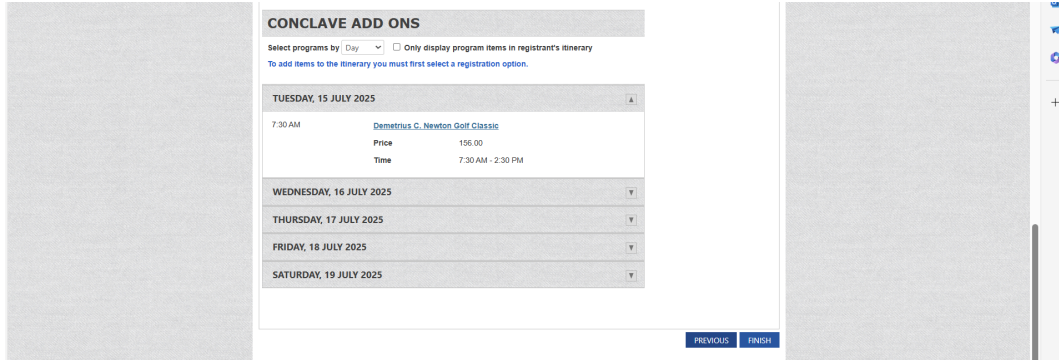 CONCLAVE ADD ONS
Select programs by Day Only display program items in registrant's itinerary
To add items to the itinerary you must first select a registration option.
TUESDAY, 15 JULY 2025
7:30 AM Demetrius C. Newton Golf Classic
Price 156.00
Time 7:30 AM - 2:30 PM
WEDNESDAY, 16 JULY 2025
THURSDAY, 17 JULY 2025
FRIDAY, 18 JULY 2025
SATURDAY, 19 JULY 2025
PREVIOUS FINISH